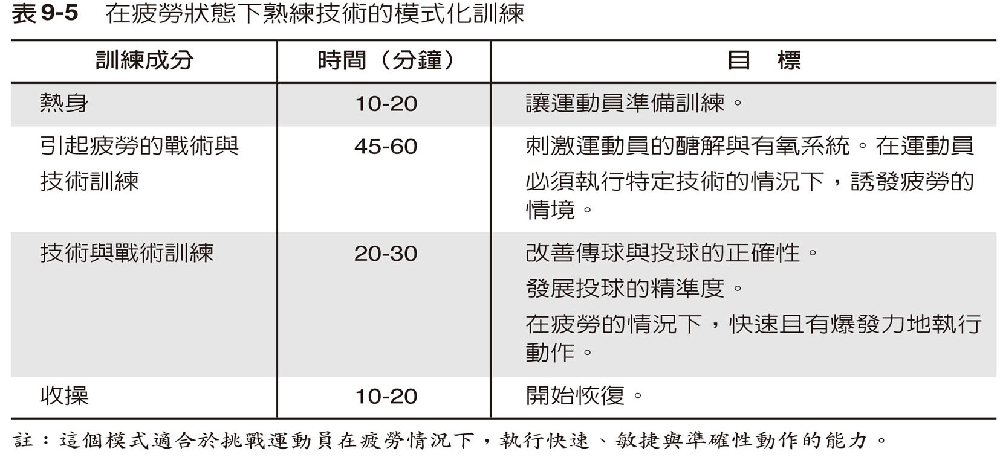 表9-5 在疲勞狀態下熟練技術的模式化訓練
訓練成分 時間（分鐘） 目 標
熱身 10-20 讓運動員準備訓練。
引起疲勞的戰術與 45-60 刺激運動員的醣解與有氧系統。在運動員
技術訓練 必須執行特定技術的情況下，誘發疲勞的
情境。
技術與戰術訓練 20-30 改善傳球與投球的正確性。
發展投球的精準度。
在疲勞的情況下，快速且有爆發力地執行
動作。
收操 10-20 開始恢復。
註：這個模式適合於挑戰運動員在疲勞情況下，執行快速、敏捷與準確性動作的能力。